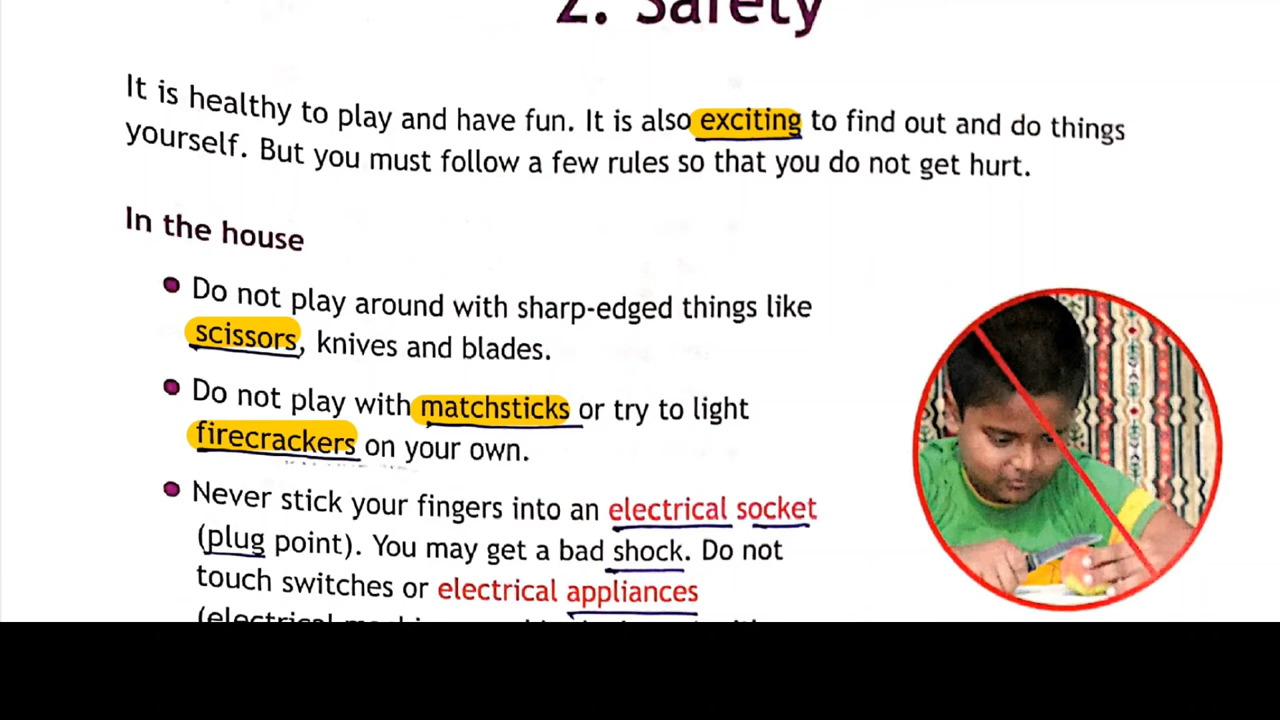 2. Safety
It is healthy to play and have fun. It is also exciting to find out and do things
yourself. But you must follow a few rules so that you do not get hurt.
In the house
Do not play around with sharp-edged things like
scissors, knives and blades.
Do not play with matchsticks or try to light
firecrackers on your own.
Never stick your fingers into an electrical socket
(plug point). You may get a bad shock. Do not
touch switches or electrical appliances
(electrical